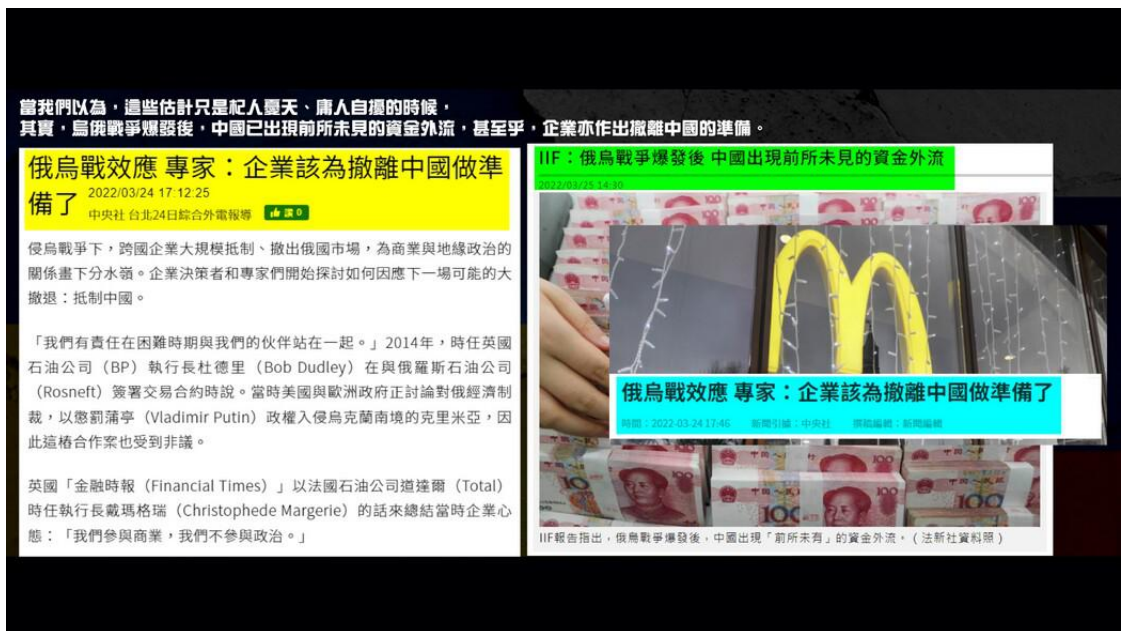 當我們以為，這些估計只是杞人憂天、庸人自擾的時候，
其實，烏俄戰爭爆發後，中國已出現前所未見的資金外流，甚至乎，企業亦作出撤離中國的準備。
俄烏戰效應 專家：企業該為撤離中國做準
備了 2022/03/24 17:12:25
中央社 台北24日綜合外電報導 讚 0
侵烏戰爭下，跨國企業大規模抵制、撤出俄國市場，為商業與地緣政治的
關係畫下分水嶺。企業決策者和專家們開始探討如何因應下一場可能的大
撤退：抵制中國。
「我們有責任在困難時期與我們的伙伴站在一起。」2014年，時任英國
石油公司（BP）執行長杜德里（Bob Dudley）在與俄羅斯石油公司
（Rosneft）簽署交易合約時說。當時美國與歐洲政府正討論對俄經濟制
裁，以懲罰蒲亭（Vladimir Putin）政權入侵烏克蘭南境的克里米亞，因
此這樁合作案也受到非議。
英國「金融時報（Financial Times）」以法國石油公司道達爾（Total）
時任執行長戴瑪格瑞（Christophede Margerie）的話來總結當時企業心
態：「我們參與商業，我們不參與政治。」
IIF：俄烏戰爭爆發後 中國出現前所未見的資金外流
2022/03/25 14:30
俄烏戰效應 專家：企業該為撤離中國做準備了
時間：2022-03-24 17:46 新聞引據：中央社 撰稿編輯：新聞編輯
100
10
100
100
IIF報告指出，俄烏戰爭爆發後，中國出現「前所未有」的資金外流。（法新社資料照）